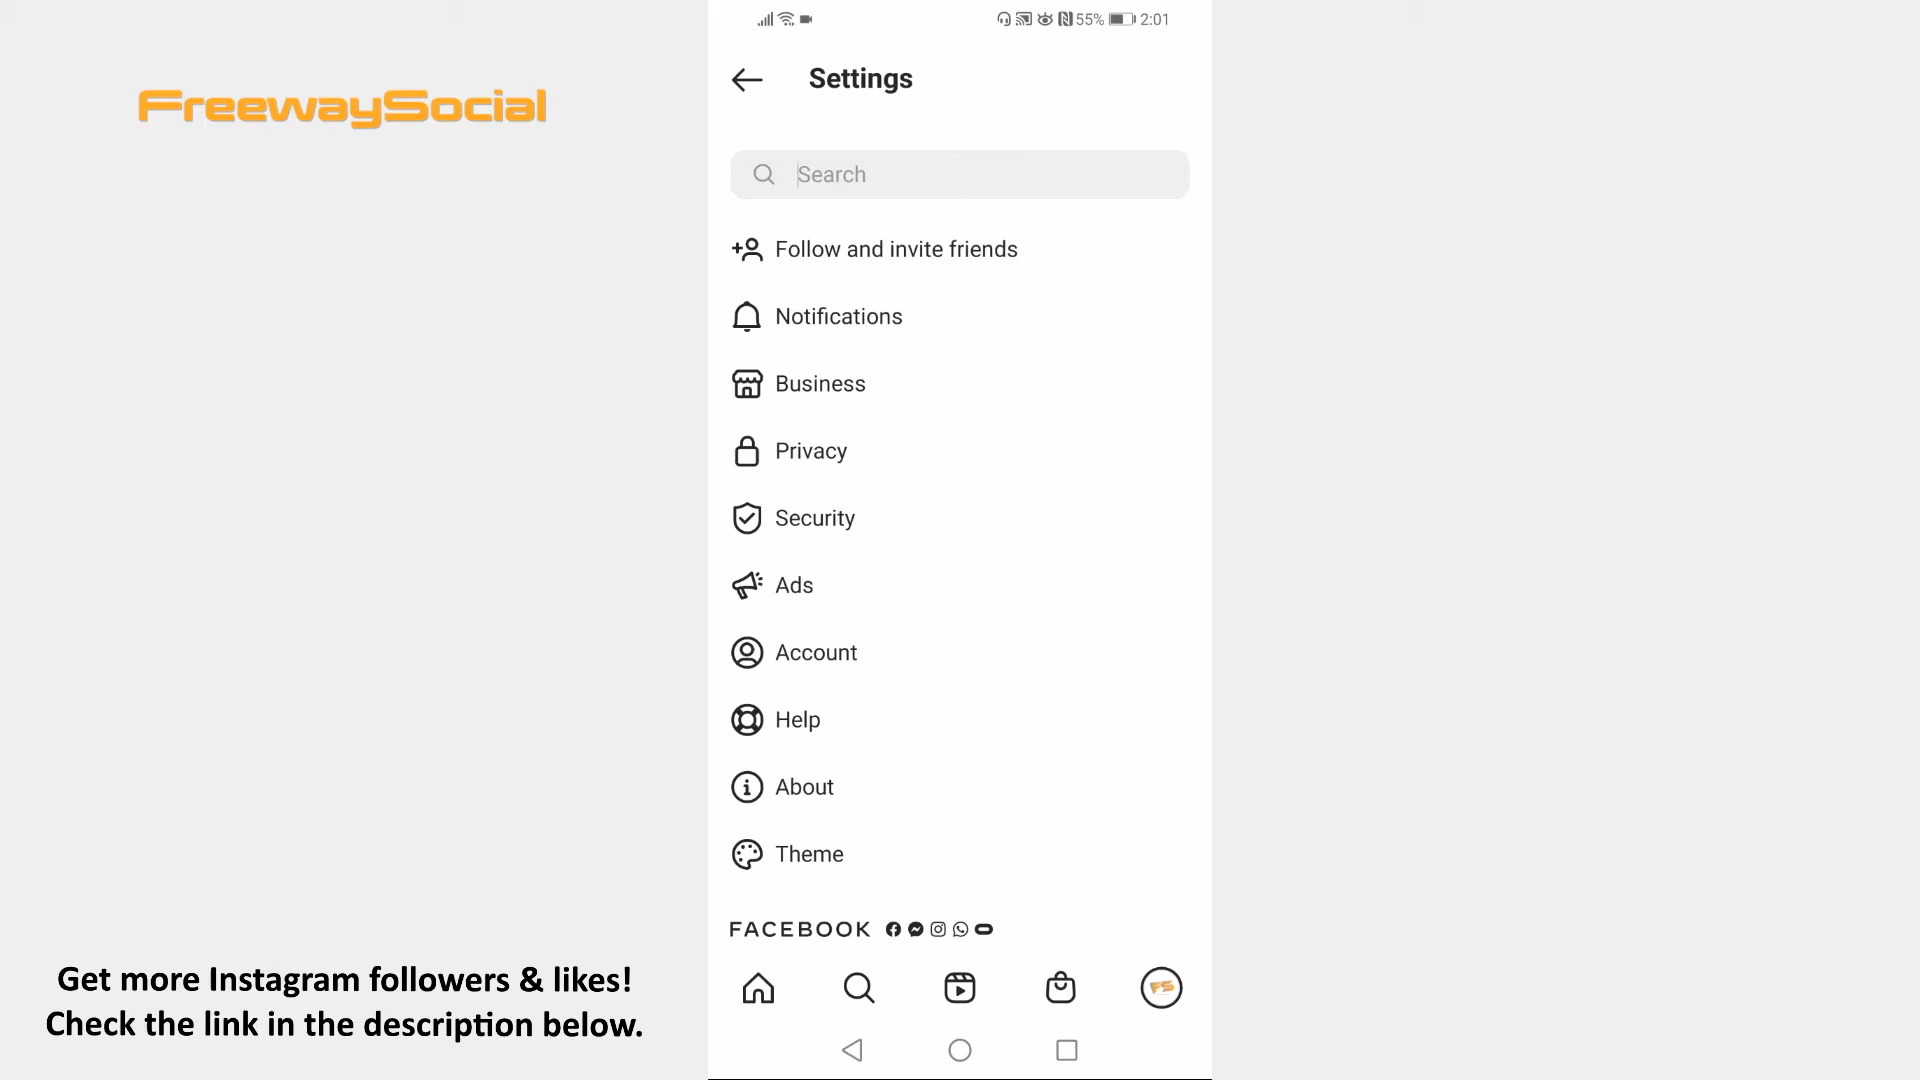 FreewaySocial
55% 2:01
Settings
Search
Follow and invite friends
Notifications
Business
Privacy
Security
Ads
Account
Help
About
Theme
FACEBOOK
FS
Get more Instagram followers & likes!
Check the link in the description below.